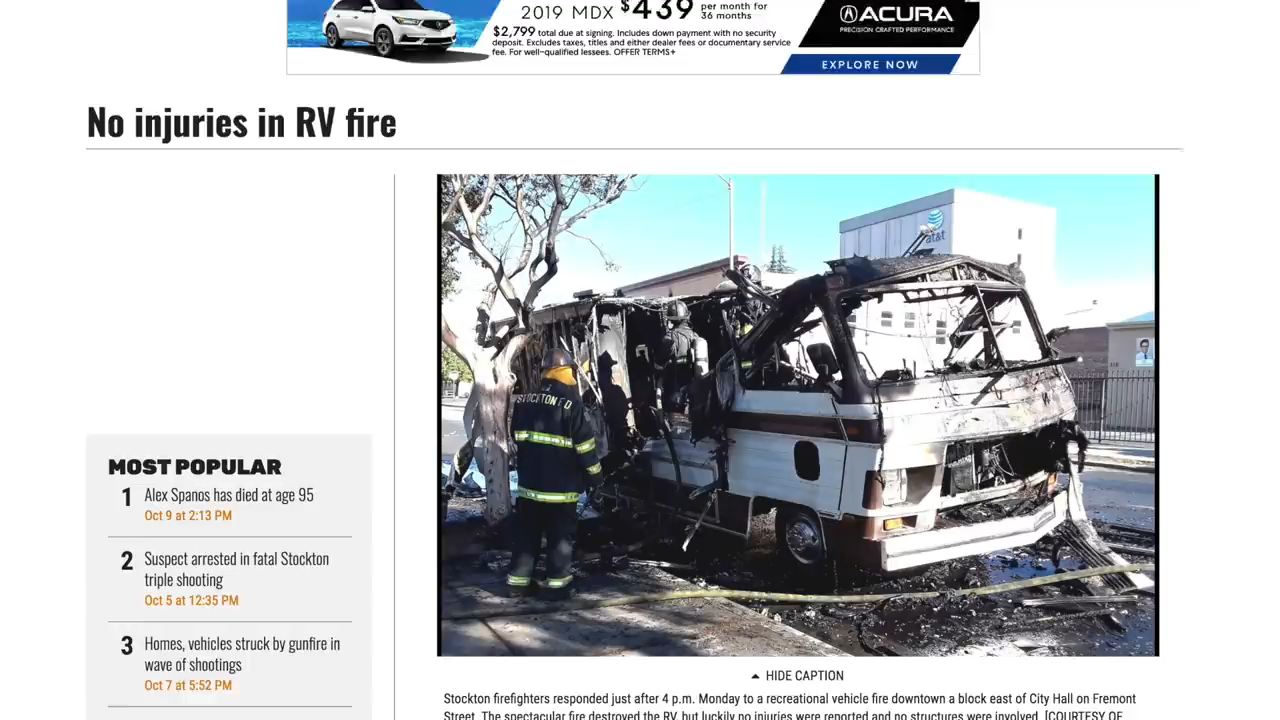 2019 MDX $439 per month for
36 months
$2,799 total due at signing. Includes down payment with no security
deposit. Excludes taxes, titles and either dealer fees or documentary service
fee. For well-qualified lessees. OFFER TERMS+
ACURA
PRECISION CRAFTED PERFORMANCE
EXPLORE NOW
No injuries in RV fire
at&t
STOCKTON F D
MOST POPULAR
1 Alex Spanos has died at age 95
Oct 9 at 2:13 PM
2 Suspect arrested in fatal Stockton
triple shooting
Oct 5 at 12:35 PM
3 Homes, vehicles struck by gunfire in
wave of shootings
Oct 7 at 5:52 PM
HIDE CAPTION
Stockton firefighters responded just after 4 p.m. Monday to a recreational vehicle fire downtown a block east of City Hall on Fremont
Street. The spectacular fire destroyed the RV, but luckily no injuries were reported and no structures were involved. [COURTESY OF